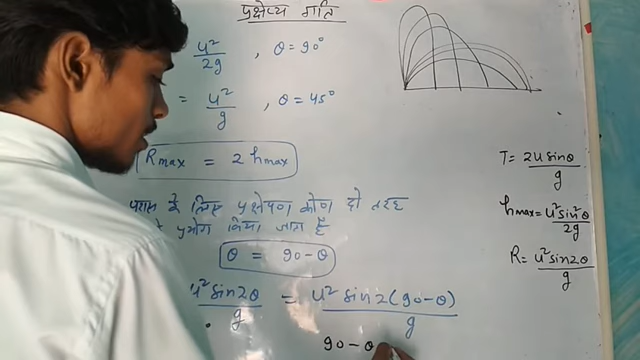 प्रक्षेप्य गति
u²/2g , θ = 90°
= u²/g , θ = 45°
Rmax = 2 hmax
T = 2u sinθ/g
परास के लिए प्रक्षेपण कोण दो तरह
प्रयोग किया जाता है
hmax = u² sin²θ/2g
θ = 90 - θ
R = u² sin2θ/g
u² sin2θ/g = u² sin2(90-θ)/g
90 - θ